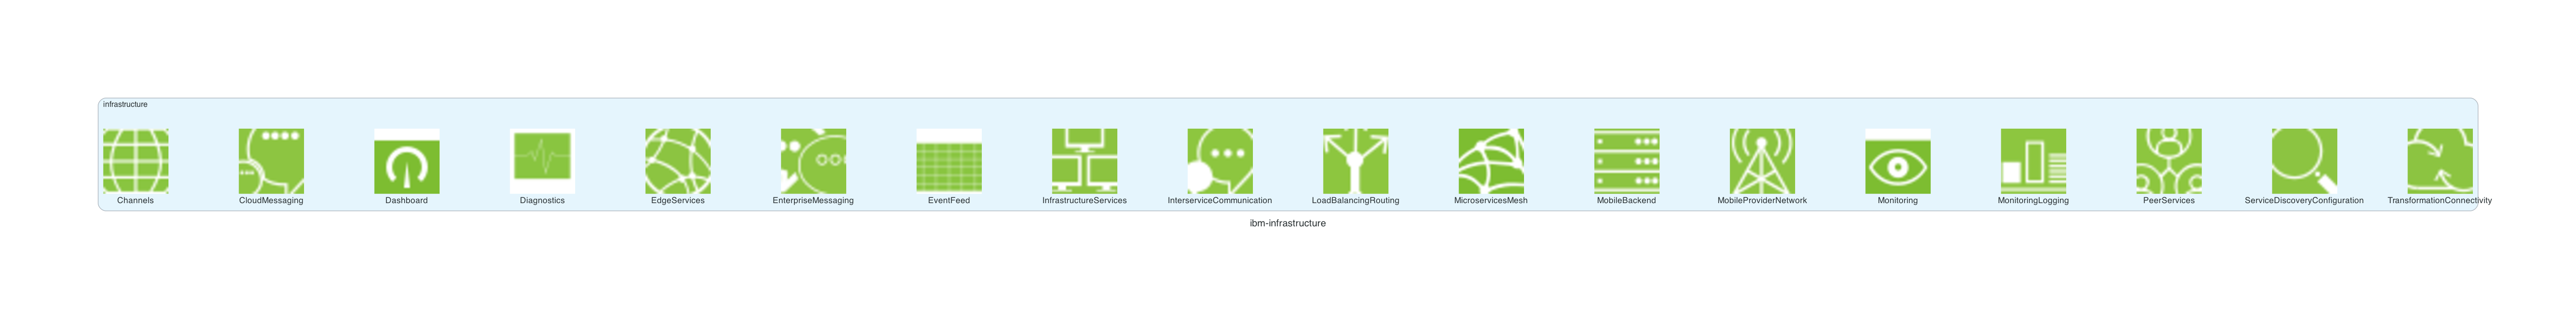 infrastructure
Channels
CloudMessaging
Dashboard
Diagnostics
EdgeServices
EnterpriseMessaging
EventFeed
InfrastructureServices
InterserviceCommunication
LoadBalancingRouting
MicroservicesMesh
MobileBackend
MobileProviderNetwork
Monitoring
MonitoringLogging
PeerServices
ServiceDiscoveryConfiguration
TransformationConnectivity
ibm-infrastructure